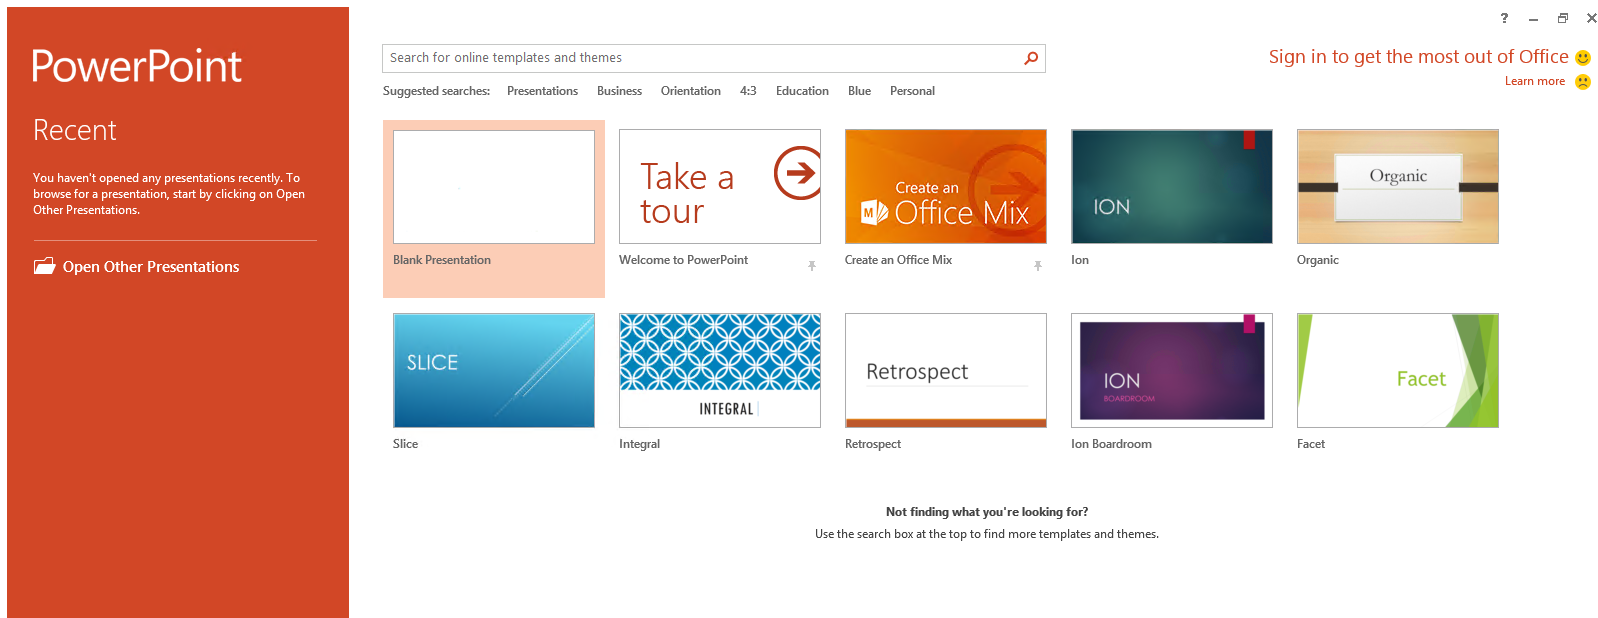 PowerPoint
Recent
You haven't opened any presentations recently. To
browse for a presentation, start by clicking on Open
Other Presentations.
Open Other Presentations
?
Search for online templates and themes
Sign in to get the most out of Office
Learn more
Suggested searches: Presentations Business Orientation 4:3 Education Blue Personal
Take a
tour
Create an
M Office Mix
ION
Organic
Blank Presentation
Welcome to PowerPoint
Create an Office Mix
Ion
Organic
SLICE
INTEGRAL
Retrospect
ION
BOARDROOM
Facet
Slice
Integral
Retrospect
Ion Boardroom
Facet
Not finding what you're looking for?
Use the search box at the top to find more templates and themes.